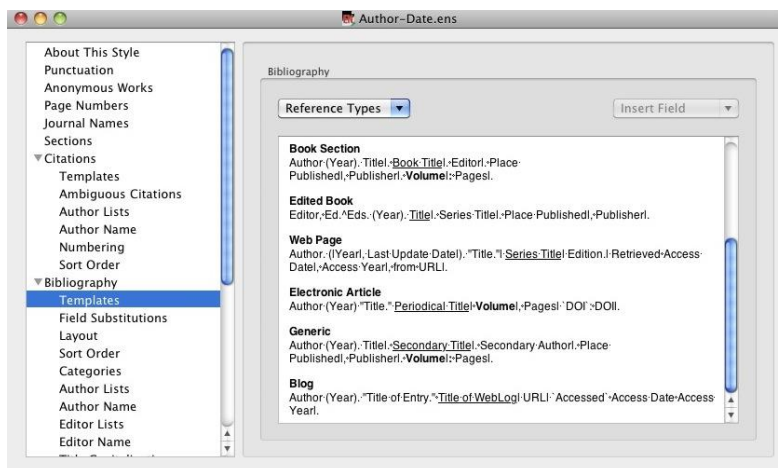 Author-Date.ens
About This Style
Punctuation
Anonymous Works
Page Numbers
Journal Names
Sections
Citations
Templates
Ambiguous Citations
Author Lists
Author Name
Numbering
Sort Order
Bibliography
Templates
Field Substitutions
Layout
Sort Order
Categories
Author Lists
Author Name
Editor Lists
Editor Name
Bibliography
Reference Types
Insert Field
Book Section
Author·(Year).·Title|.·Book·Title|.·Editor|.·Place·
Published|,·Publisher|.·Volume|:·Pages|.
Edited Book
Editor,·Ed.^Eds.·(Year).·Title|.·Series·Title|.·Place·Published|,·Publisher|.
Web Page
Author.·(|Year|,·Last·Update·Date|).·"Title."|·Series·Title|·Edition.|·Retrieved·Access·
Date|,·Access·Year|,·from·URL|.
Electronic Article
Author·(Year)·"Title."·Periodical·Title|·Volume|,·Pages|·`DOI`:·DOI|.
Generic
Author·(Year).·Title|.·Secondary·Title|.·Secondary·Author|.·Place·
Published|,·Publisher|.·Volume|:·Pages|.
Blog
Author·(Year).·"Title·of·Entry."·Title·of·WebLog|·URL|·`Accessed`·Access·Date·Access·
Year|.